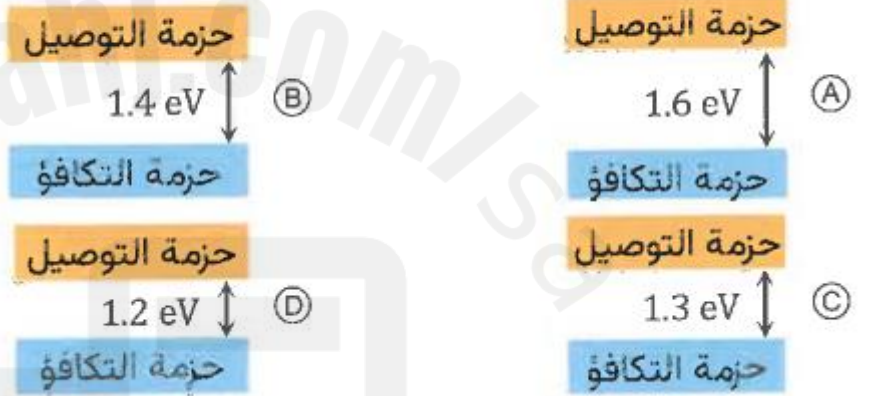 حزمة التوصيل
1.6 eV Ⓐ
حزمة التكافؤ
حزمة التوصيل
1.4 eV Ⓑ
حزمة التكافؤ
حزمة التوصيل
1.3 eV Ⓒ
حزمة التكافؤ
حزمة التوصيل
1.2 eV Ⓓ
حزمة التكافؤ